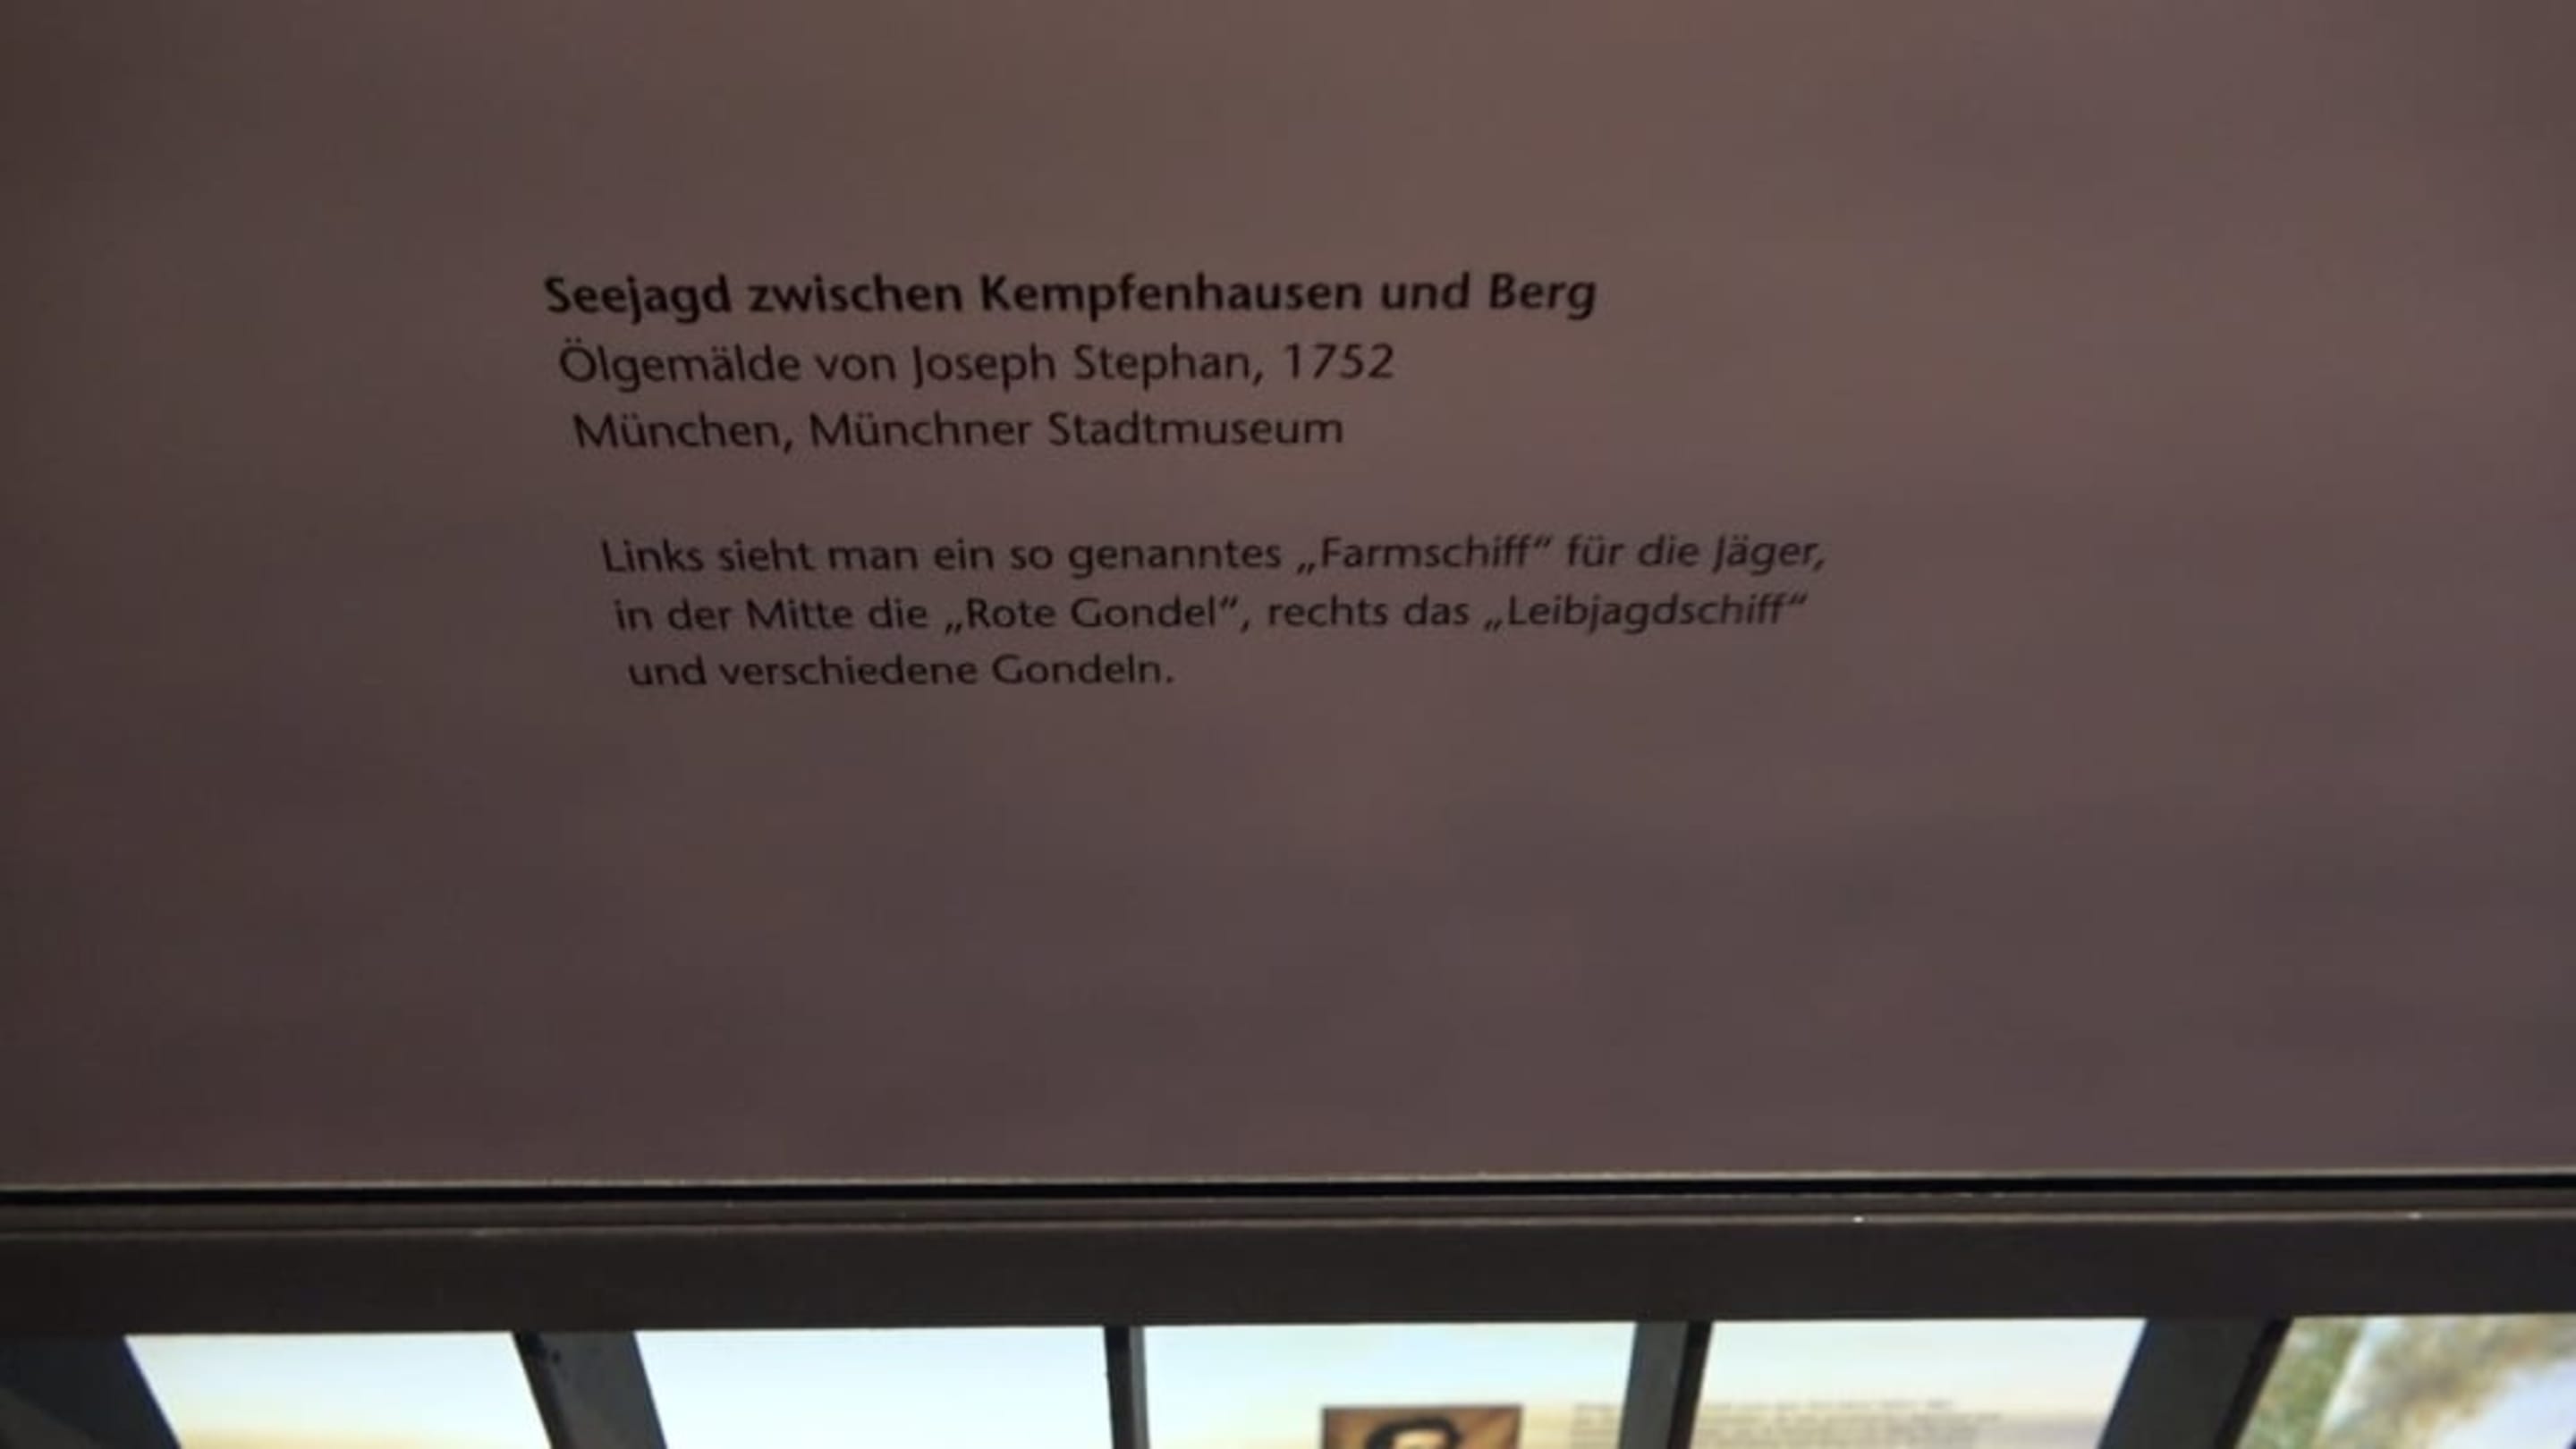 Seejagd zwischen Kempfenhausen und Berg
Ölgemälde von Joseph Stephan, 1752
München, Münchner Stadtmuseum
Links sieht man ein so genanntes „Farmschiff“ für die Jäger,
in der Mitte die „Rote Gondel“, rechts das „Leibjagdschiff“
und verschiedene Gondeln.